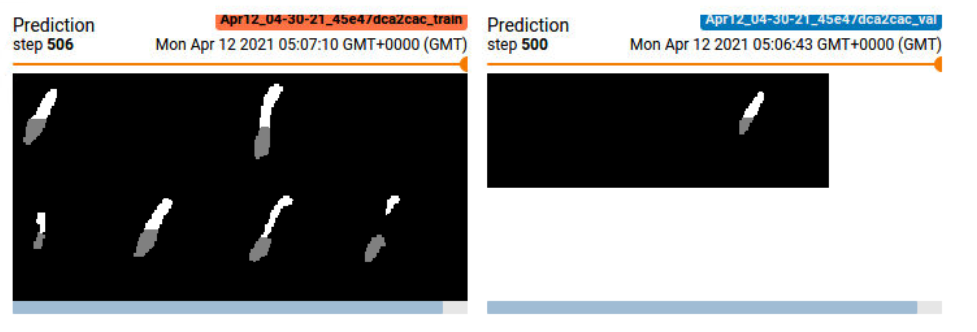 Prediction
Apr12_04-30-21_45e47dca2cac_train
step 506
Mon Apr 12 2021 05:07:10 GMT+0000 (GMT)
Prediction
Apr12_04-30-21_45e47dca2cac_val
step 500
Mon Apr 12 2021 05:06:43 GMT+0000 (GMT)